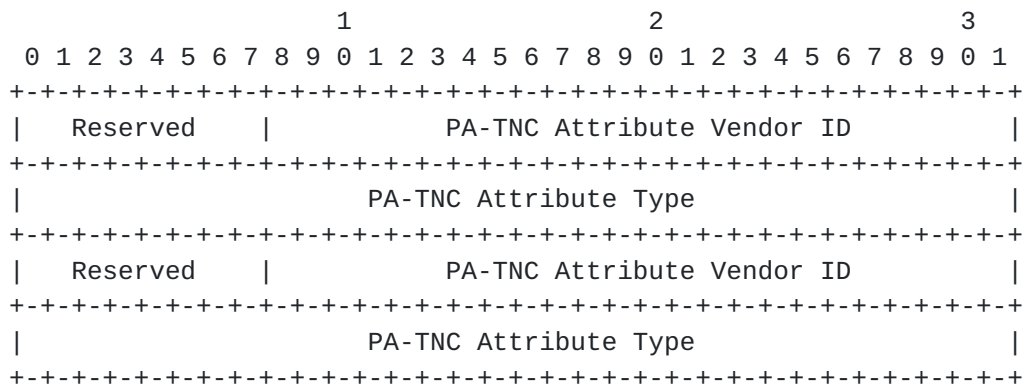 1                   2                   3
 0 1 2 3 4 5 6 7 8 9 0 1 2 3 4 5 6 7 8 9 0 1 2 3 4 5 6 7 8 9 0 1
+-+-+-+-+-+-+-+-+-+-+-+-+-+-+-+-+-+-+-+-+-+-+-+-+-+-+-+-+-+-+-+-+
|   Reserved    |           PA-TNC Attribute Vendor ID          |
+-+-+-+-+-+-+-+-+-+-+-+-+-+-+-+-+-+-+-+-+-+-+-+-+-+-+-+-+-+-+-+-+
|                      PA-TNC Attribute Type                    |
+-+-+-+-+-+-+-+-+-+-+-+-+-+-+-+-+-+-+-+-+-+-+-+-+-+-+-+-+-+-+-+-+
|   Reserved    |           PA-TNC Attribute Vendor ID          |
+-+-+-+-+-+-+-+-+-+-+-+-+-+-+-+-+-+-+-+-+-+-+-+-+-+-+-+-+-+-+-+-+
|                      PA-TNC Attribute Type                    |
+-+-+-+-+-+-+-+-+-+-+-+-+-+-+-+-+-+-+-+-+-+-+-+-+-+-+-+-+-+-+-+-+